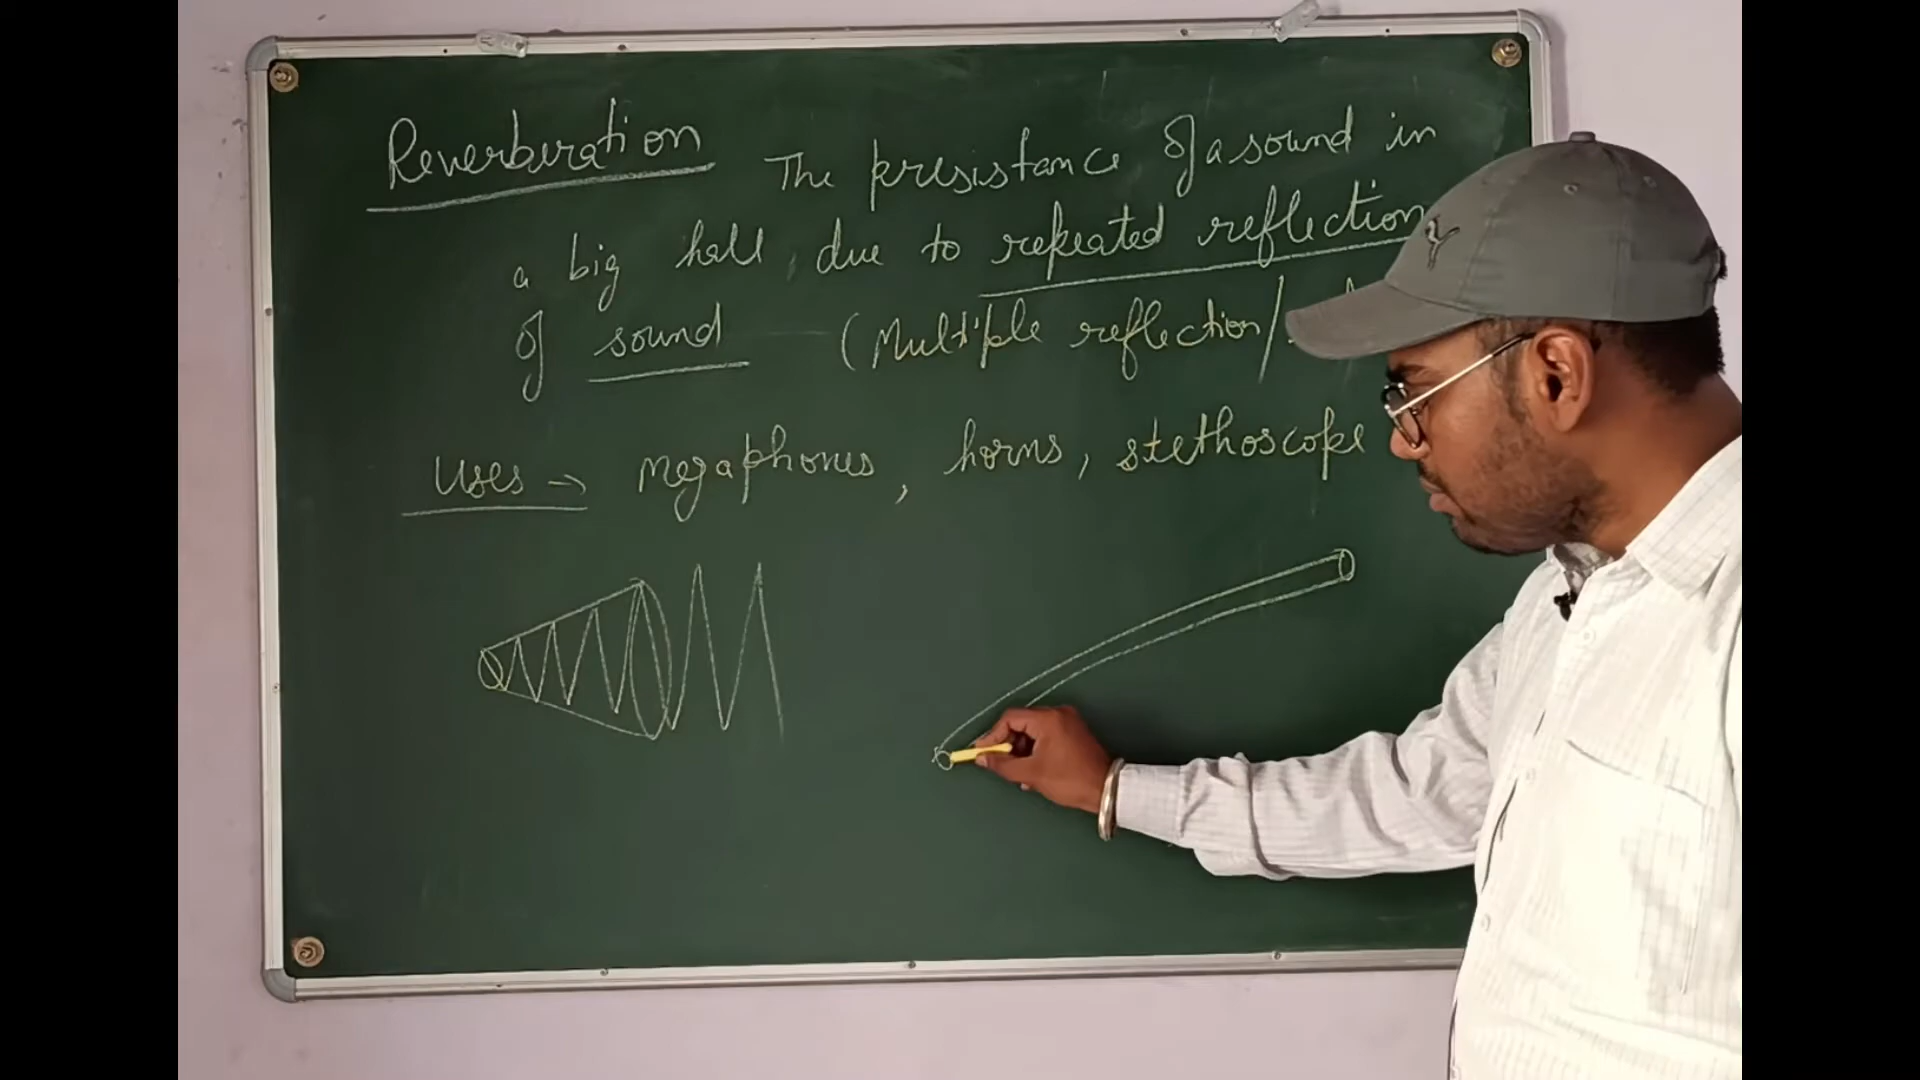 Reverberation The presistance of a sound in
a big hall, due to repeated reflection
of sound (Multiple reflection/
Uses → megaphones, horns, stethoscope